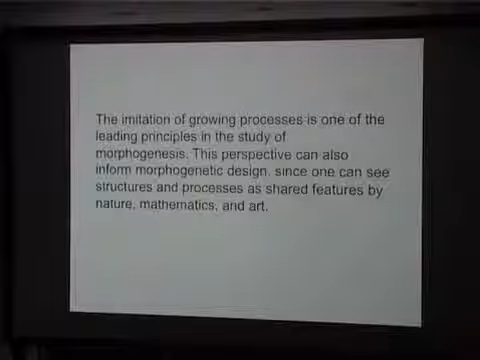 The imitation of growing processes is one of the
leading principles in the study of
morphogenesis. This perspective can also
inform morphogenetic design, since one can see
structures and processes as shared features by
nature, mathematics, and art.